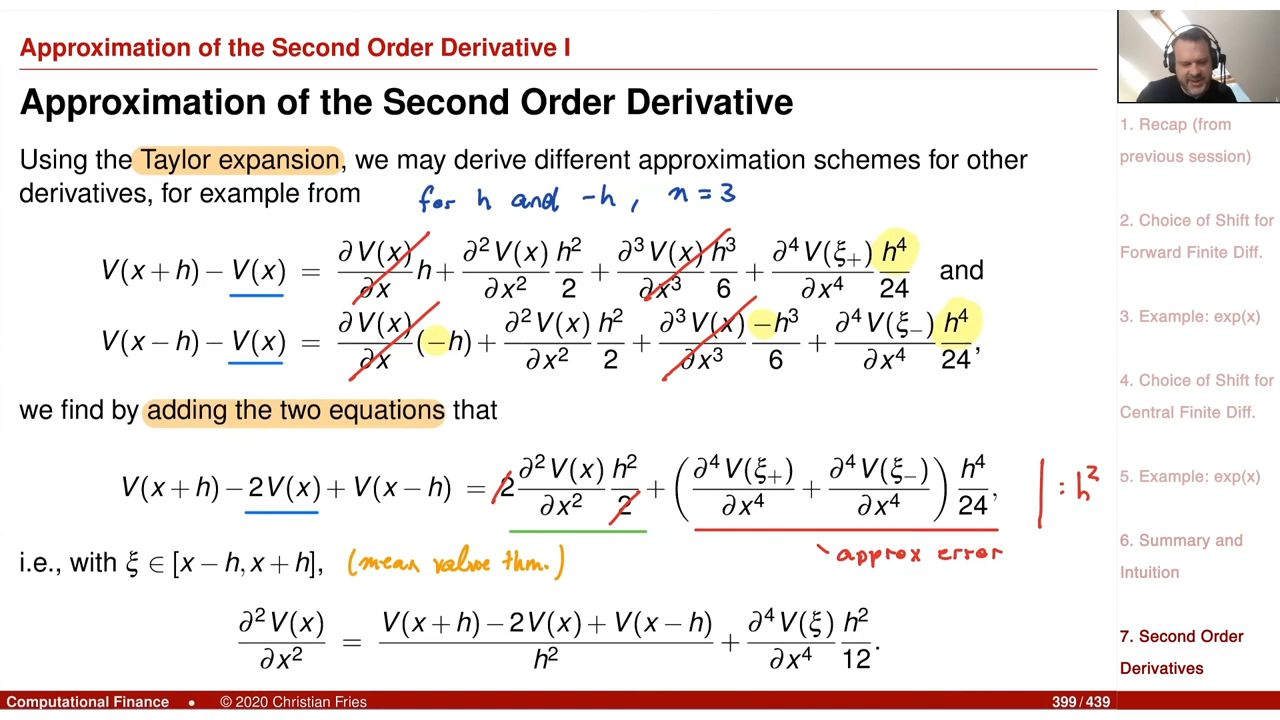 Approximation of the Second Order Derivative I
Approximation of the Second Order Derivative
Using the Taylor expansion, we may derive different approximation schemes for other
derivatives, for example from
for h and -h, n = 3
V(x + h) − V(x) = ∂V(x)/∂x h + ∂²V(x)/∂x² h²/2 + ∂³V(x)/∂x³ h³/6 + ∂⁴V(ξ₊)/∂x⁴ h⁴/24 and
V(x − h) − V(x) = ∂V(x)/∂x (−h) + ∂²V(x)/∂x² h²/2 + ∂³V(x)/∂x³ −h³/6 + ∂⁴V(ξ₋)/∂x⁴ h⁴/24,
we find by adding the two equations that
V(x + h) − 2V(x) + V(x − h) = 2 ∂²V(x)/∂x² h²/2 + (∂⁴V(ξ₊)/∂x⁴ + ∂⁴V(ξ₋)/∂x⁴) h⁴/24, | : h²
approx error
i.e., with ξ ∈ [x − h, x + h], (mean value thm.)
∂²V(x)/∂x² = (V(x + h) − 2V(x) + V(x − h))/h² + ∂⁴V(ξ)/∂x⁴ h²/12.
1. Recap (from
previous session)
2. Choice of Shift for
Forward Finite Diff.
3. Example: exp(x)
4. Choice of Shift for
Central Finite Diff.
5. Example: exp(x)
6. Summary and
Intuition
7. Second Order
Derivatives
Computational Finance • © 2020 Christian Fries 399 / 439